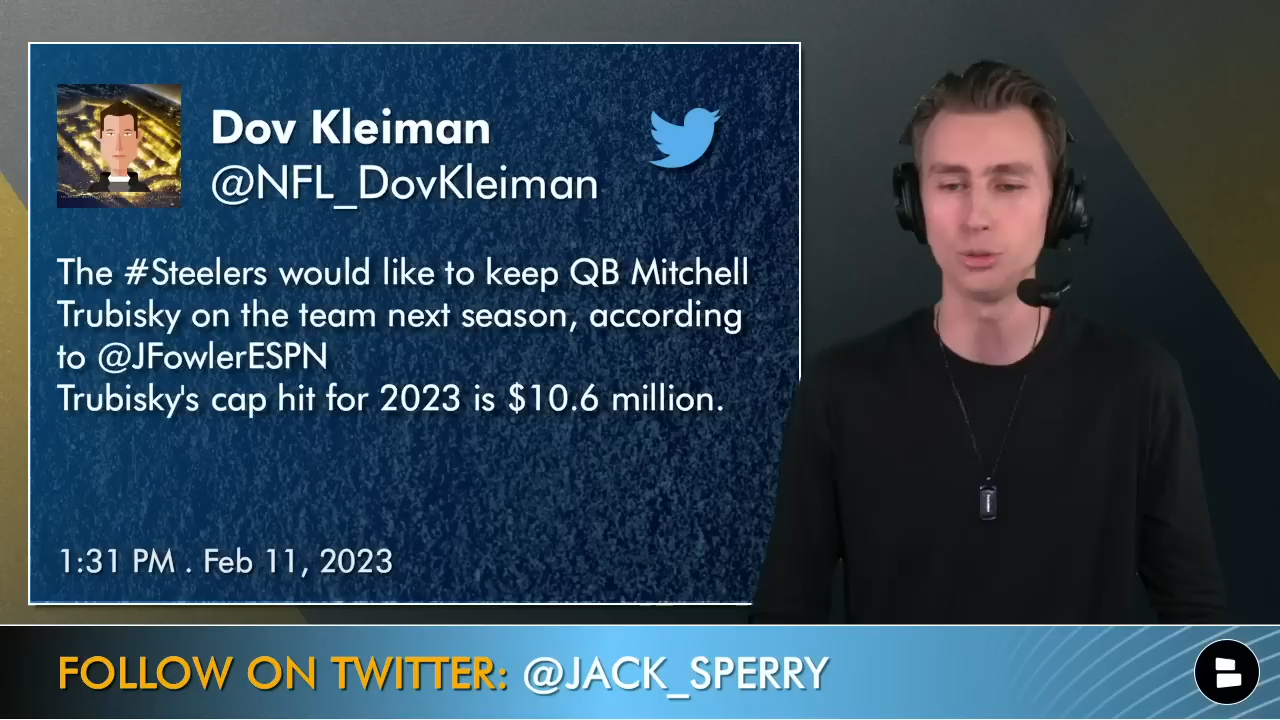 Dov Kleiman
@NFL_DovKleiman
The #Steelers would like to keep QB Mitchell
Trubisky on the team next season, according
to @JFowlerESPN
Trubisky's cap hit for 2023 is $10.6 million.
1:31 PM . Feb 11, 2023
FOLLOW ON TWITTER: @JACK_SPERRY